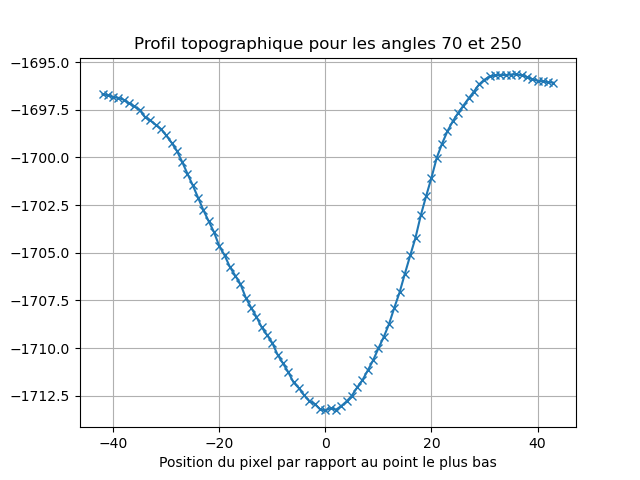 Profil topographique pour les angles 70 et 250
−1695.0
−1697.5
−1700.0
−1702.5
−1705.0
−1707.5
−1710.0
−1712.5
−40 −20 0 20 40
Position du pixel par rapport au point le plus bas